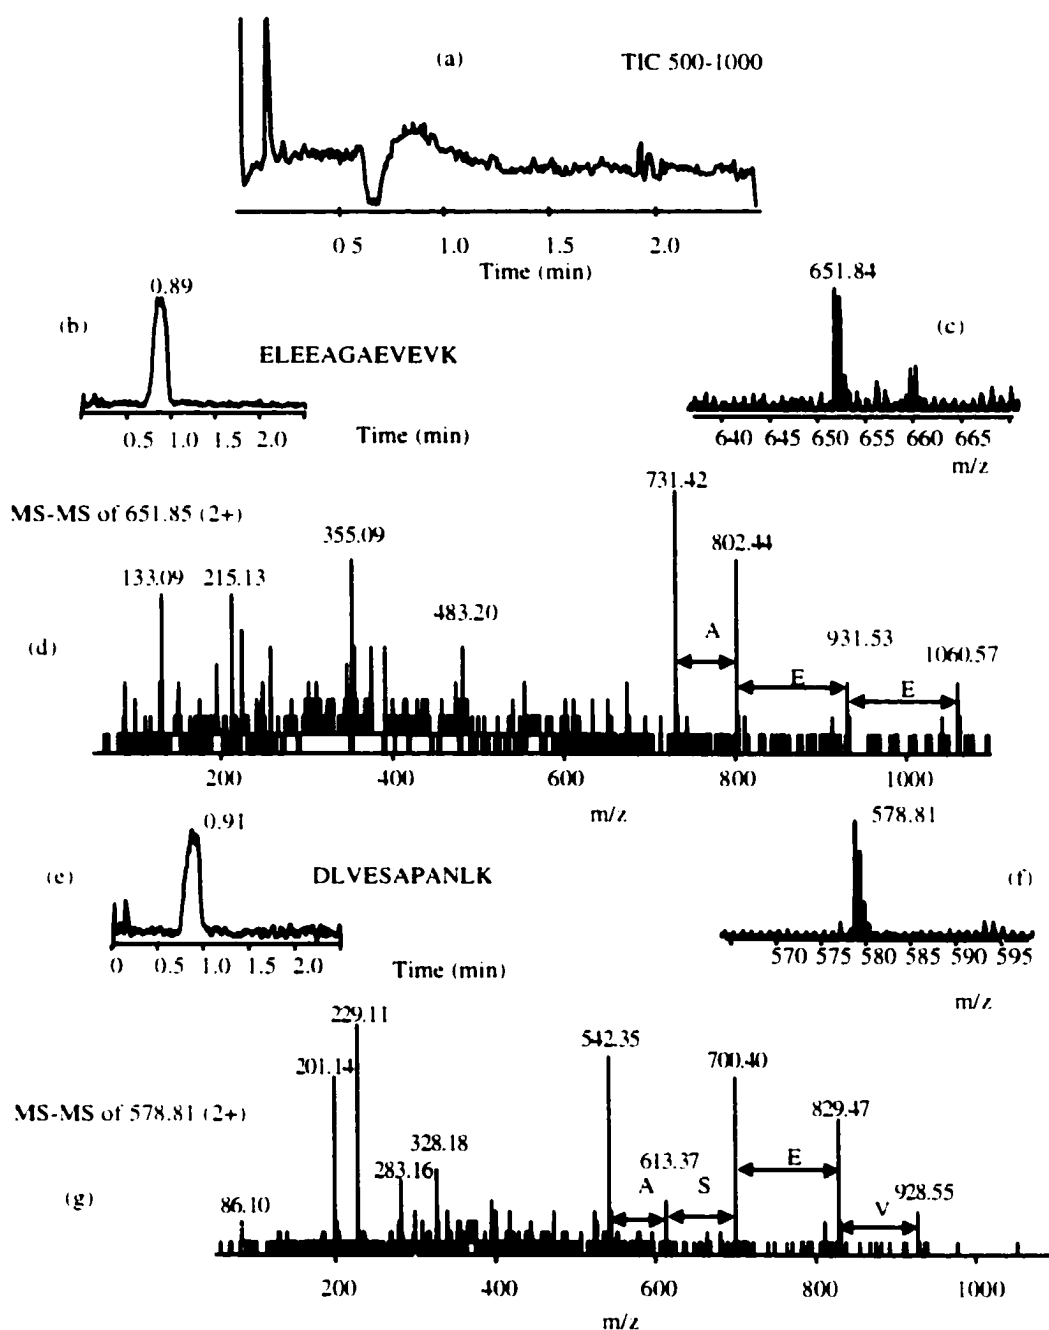 (a) TIC 500-1000
0.5 1.0 1.5 2.0
Time (min)
0.89
(b)
ELEEAGAEVEVK
0.5 1.0 1.5 2.0
Time (min)
651.84
(c)
640 645 650 655 660 665
m/z
MS-MS of 651.85 (2+)
(d)
133.09 215.13 355.09 483.20 731.42 802.44 931.53 1060.57
A E E
200 400 600 800 1000
m/z
0.91
(e)
DLVESAPANLK
0 0.5 1.0 1.5 2.0
Time (min)
578.81
(f)
570 575 580 585 590 595
m/z
MS-MS of 578.81 (2+)
(g)
86.10 201.14 229.11 283.16 328.18 542.35 613.37 700.40 829.47 928.55
A S E V
200 400 600 800 1000
m/z